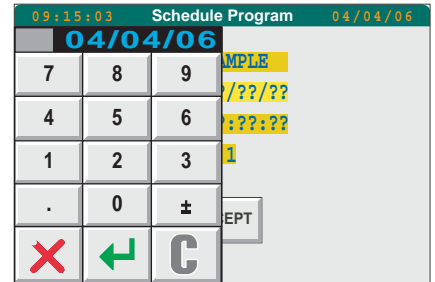 09:15:03 Schedule Program 04/04/06
04/04/06
7 8 9 MPLE
4 5 6 ?/??/??
1 2 3 ?:??:??
1
. 0 ± EPT
C